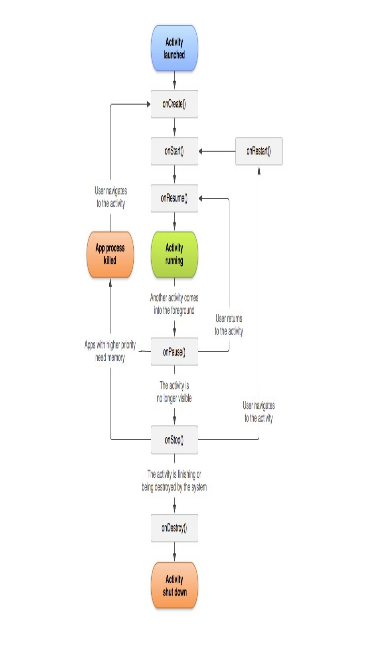 Activity
launched
onCreate()
onStart()
onRestart()
User navigates
to the activity
onResume()
App process
killed
Activity
running
Another activity comes
into the foreground
User returns
to the activity
Apps with higher priority
need memory
onPause()
The activity is
no longer visible
User navigates
to the activity
onStop()
The activity is finishing or
being destroyed by the system
onDestroy()
Activity
shut down